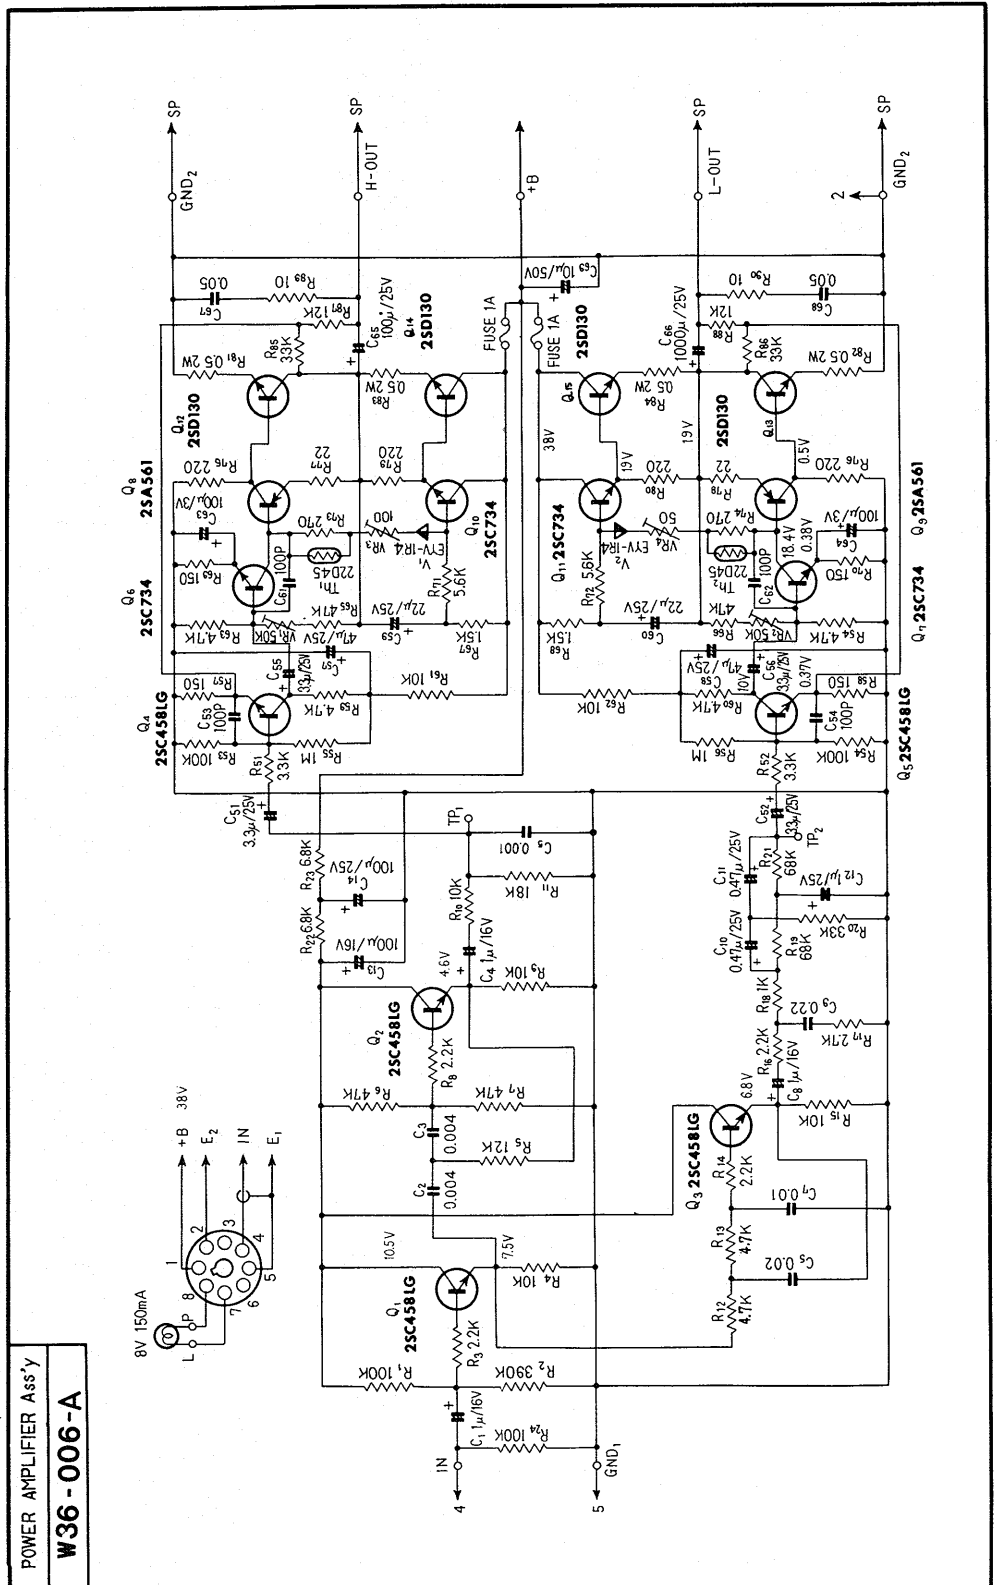 POWER AMPLIFIER Ass'y
W36-006-A
8V 150mA
L
P
1
2
3
4
5
6
7
8
+B 38V
E2
IN
E1
4
IN
5
GND1
C1 1μ/16V
R24 100K
R1 100K
R2 390K
R3 2.2K
Q1
2SC458LG
10.5V
7.5V
R4 10K
C2
0.004
C3
0.004
R5 12K
R6 47K
R7 47K
R8 2.2K
Q2
2SC458LG
4.6V
C4 1μ/16V
R9 10K
R10 10K
R11
18K
C5 0.001
TP1
R22 6.8K
R23 6.8K
100μ/16V
C13
100μ/25V
C14
R12
4.7K
R13
4.7K
R14
2.2K
C5 0.02
C7 0.01
Q3 2SC458LG
6.8V
R15
10K
C8 1μ/16V
R16 2.2K
R17 2.7K
C9 0.22
R18 1K
C10
0.47μ/25V
C11
0.47μ/25V
R19
68K
R20 33K
R21
68K
C12 1μ/25V
TP2
C51
3.3μ/25V
R51
3.3K
R53
100K
C53
100P
R55
1M
R57
150
Q4
2SC458LG
R59 4.7K
R61
10K
C55
3.3μ/25V
C57
47μ/25V
R63 4.7K
VR1 50K
R65 47K
C59
22μ/25V
R67
1.5K
Q6
2SC734
R69 150
C61
100P
C63
100μ/3V
Th1
22D45
R71
5.6K
R73 270
VR3
100
V1
EYV-1R4
Q8
2SA561
R75 220
R77
22
R79
220
Q10
2SC734
Q12
2SD130
R81 0.5 2W
R83
0.5 2W
R85
33K
R87 12K
C65
100μ/25V
Q14
2SD130
C67
0.05
R89 10
GND2
SP
H-OUT
SP
+B
FUSE 1A
FUSE 1A
C69 10μ/50V
C52
33μ/25V
R52
3.3K
R54
100K
C54
100P
R56
1M
R58 150
Q5 2SC458LG
0.37V
10V
R60 4.7K
R62 10K
C56
3.3μ/25V
C58
47μ/25V
R54 4.7K
VR2 50K
R66
47K
C60
22μ/25V
R68
1.5K
Q7 2SC734
R70 150
C62
100P
C64
100μ/3V
Th2
22D45
R72 5.6K
R74 270
VR4
50
V2
EYV-1R4
18.4V
0.38V
Q9 2SA561
R76 220
R78
22
R80
220
Q11 2SC734
38V
19V
19V
0.5V
Q13
2SD130
R82 0.5 2W
R84
0.5 2W
R86
33K
R88
12K
C66
1000μ/25V
Q15
2SD130
C68
0.05
R90
10
L-OUT
SP
GND2
SP
2